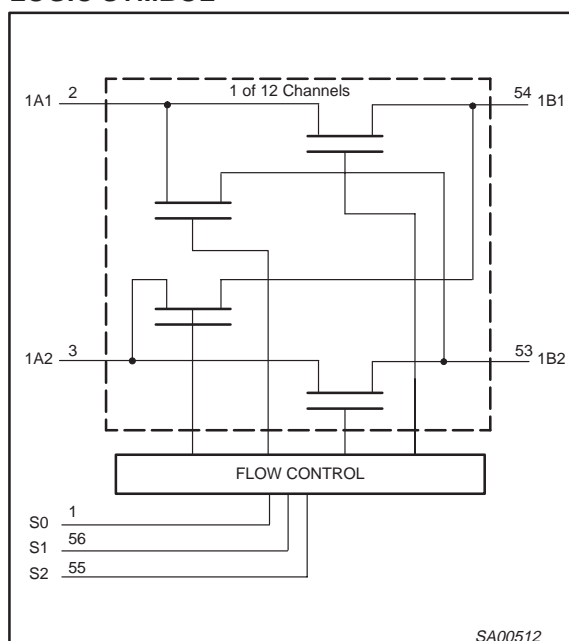 LOGIC SYMBOL
1 of 12 Channels
1A1 2
54 1B1
1A2 3
53 1B2
FLOW CONTROL
S0 1
S1 56
S2 55
SA00512